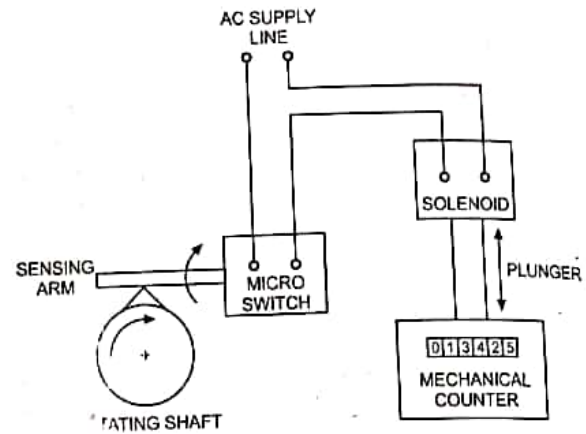 AC SUPPLY
LINE
SOLENOID
SENSING
ARM
MICRO
SWITCH
PLUNGER
013425
MECHANICAL
COUNTER
TATING SHAFT